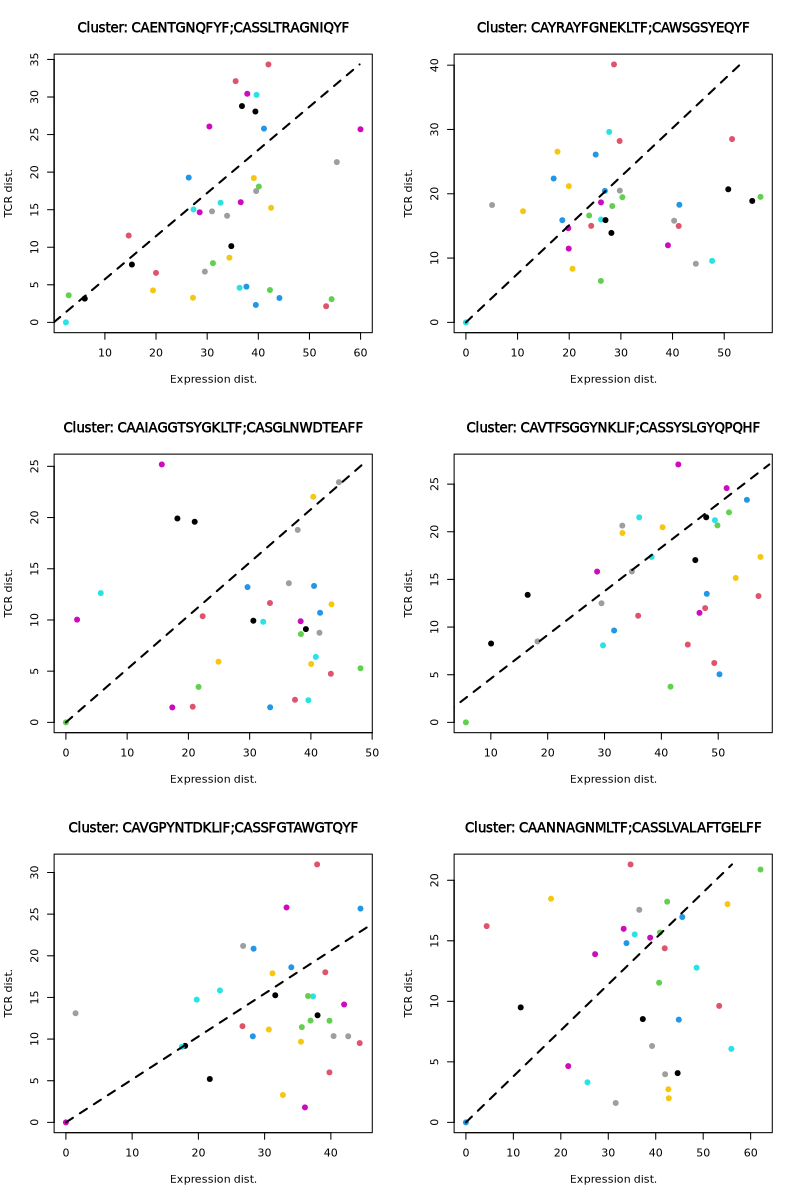 Cluster: CAENTGNQFYF;CASSLTRAGNIQYF
TCR dist.
0 5 10 15 20 25 30 35
10 20 30 40 50 60
Expression dist.
Cluster: CAYRAYFGNEKLTF;CAWSGSYEQYF
TCR dist.
0 10 20 30 40
0 10 20 30 40 50
Expression dist.
Cluster: CAAIAGGTSYGKLTF;CASGLNWDTEAFF
TCR dist.
0 5 10 15 20 25
0 10 20 30 40 50
Expression dist.
Cluster: CAVTFSGGYNKLIF;CASSYSLGYQPQHF
TCR dist.
0 5 10 15 20 25
10 20 30 40 50
Expression dist.
Cluster: CAVGPYNTDKLIF;CASSFGTAWGTQYF
TCR dist.
0 5 10 15 20 25 30
0 10 20 30 40
Expression dist.
Cluster: CAANNAGNMLTF;CASSLVALAFTGELFF
TCR dist.
0 5 10 15 20
0 10 20 30 40 50 60
Expression dist.